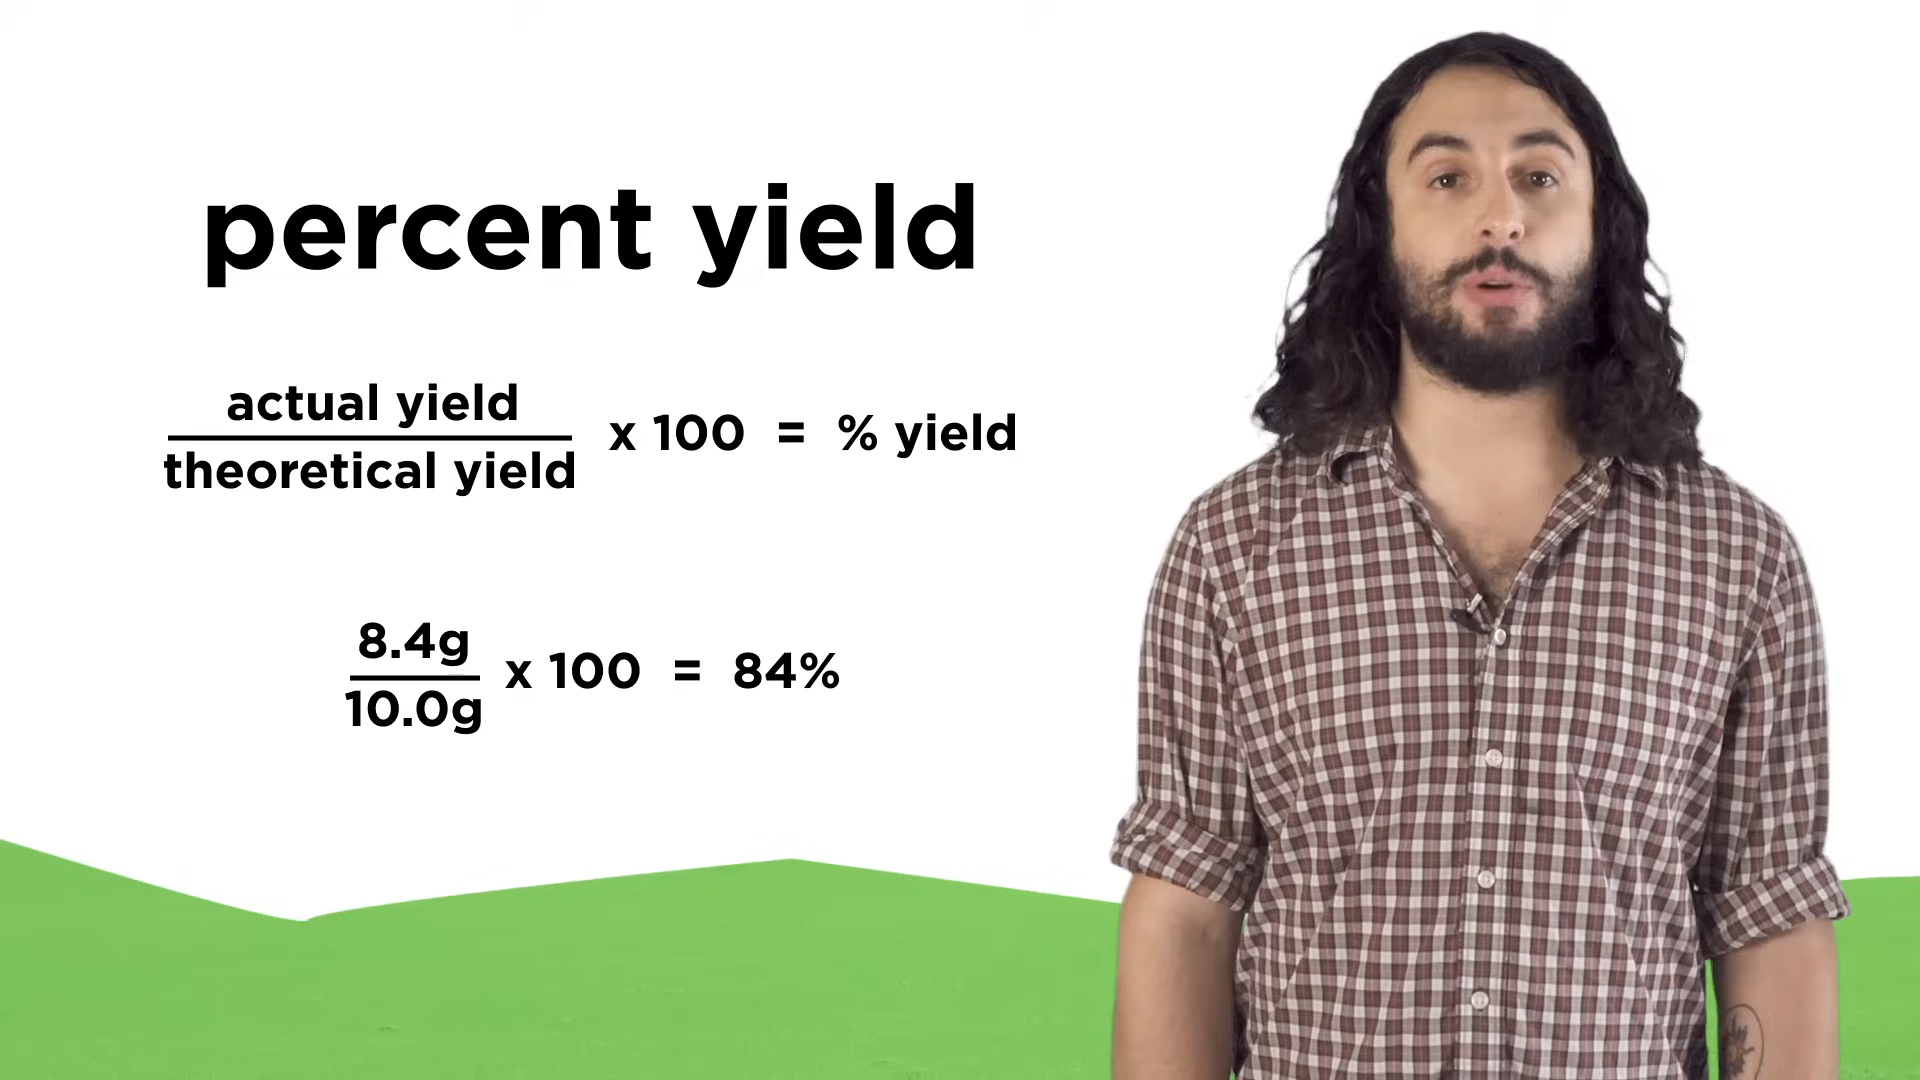 percent yield
actual yield
theoretical yield
x 100 = % yield
8.4g
10.0g
x 100 = 84%